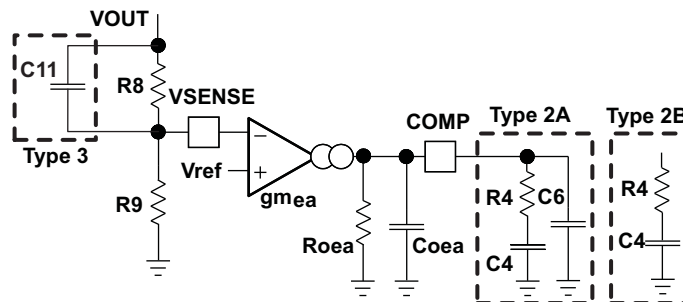 VOUT
C11
R8
VSENSE
COMP
Type 2A
Type 2B
Type 3
Vref
gmea
R9
R4
C6
R4
Roea
Coea
C4
C4